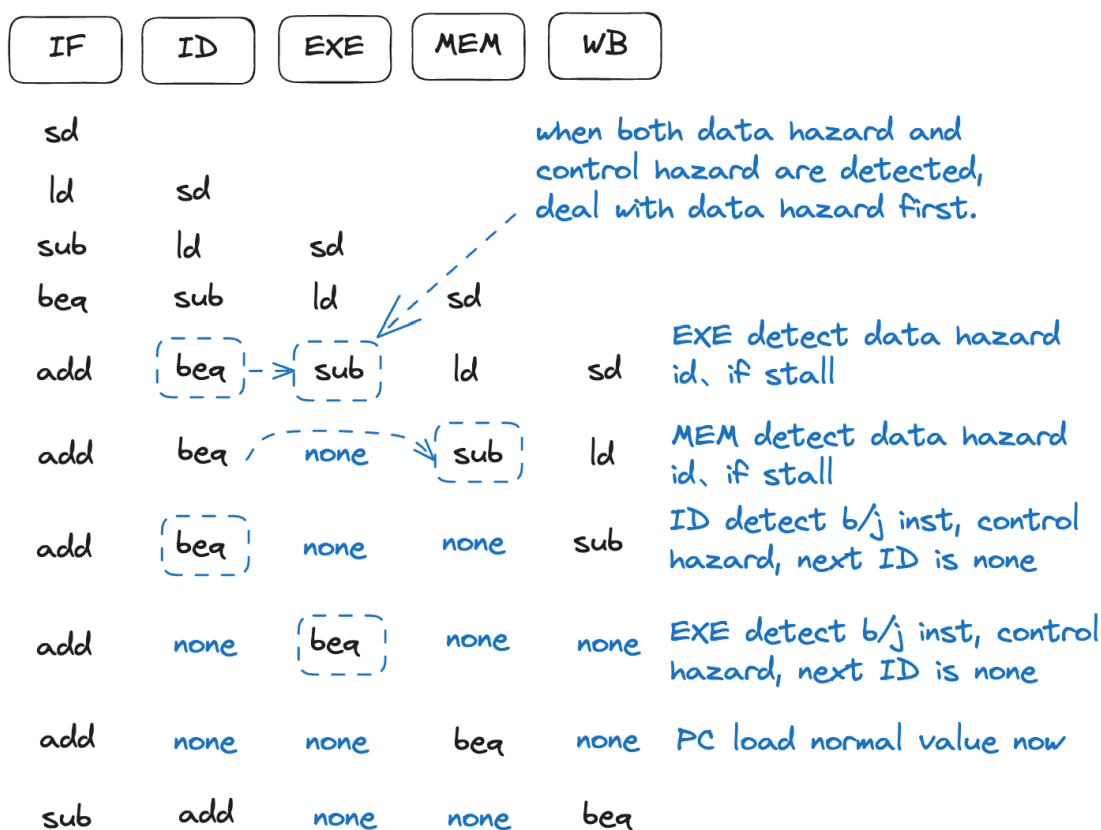 IF ID EXE MEM WB
sd
when both data hazard and
control hazard are detected,
deal with data hazard first.
ld sd
sub ld sd
beq sub ld sd
add beq sub ld sd
EXE detect data hazard
id、if stall
add beq none sub ld
MEM detect data hazard
id、if stall
add beq none none sub
ID detect b/j inst, control
hazard, next ID is none
add none beq none none
EXE detect b/j inst, control
hazard, next ID is none
add none none beq none PC load normal value now
sub add none none beq